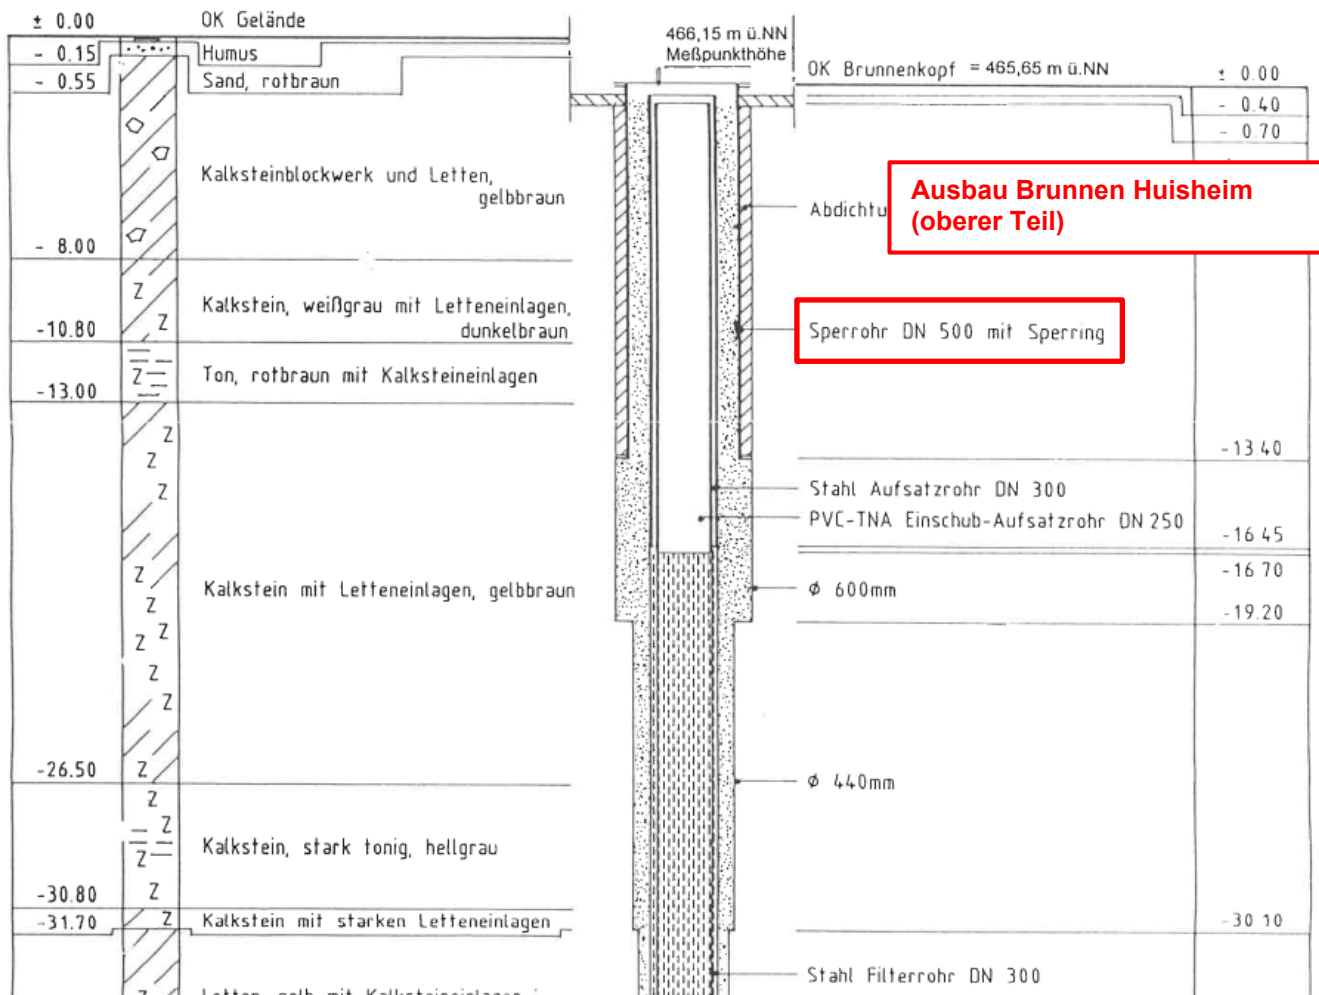 ± 0.00
OK Gelände
- 0.15
Humus
- 0.55
Sand, rotbraun
Kalksteinblockwerk und Letten,
gelbbraun
- 8.00
Z
Kalkstein, weißgrau mit Letteneinlagen,
dunkelbraun
Z
-10.80
Z
Ton, rotbraun mit Kalksteineinlagen
-13.00
Z
Z
Z
Z
Kalkstein mit Letteneinlagen, gelbbraun
Z
Z
Z
Z
Z
-26.50
Z
Z
Z
Kalkstein, stark tonig, hellgrau
Z
Z
-30.80
Z
Kalkstein mit starken Letteneinlagen
-31.70
Z
466,15 m ü.NN
Meßpunkthöhe
OK Brunnenkopf = 465,65 m ü.NN
± 0.00
- 0.40
- 0.70
Ausbau Brunnen Huisheim
(oberer Teil)
Abdichtu
Sperrohr DN 500 mit Sperring
-13.40
Stahl Aufsatzrohr DN 300
PVC-TNA Einschub-Aufsatzrohr DN 250
-16.45
-16.70
ϕ 600mm
-19.20
ϕ 440mm
-30.10
Stahl Filterrohr DN 300